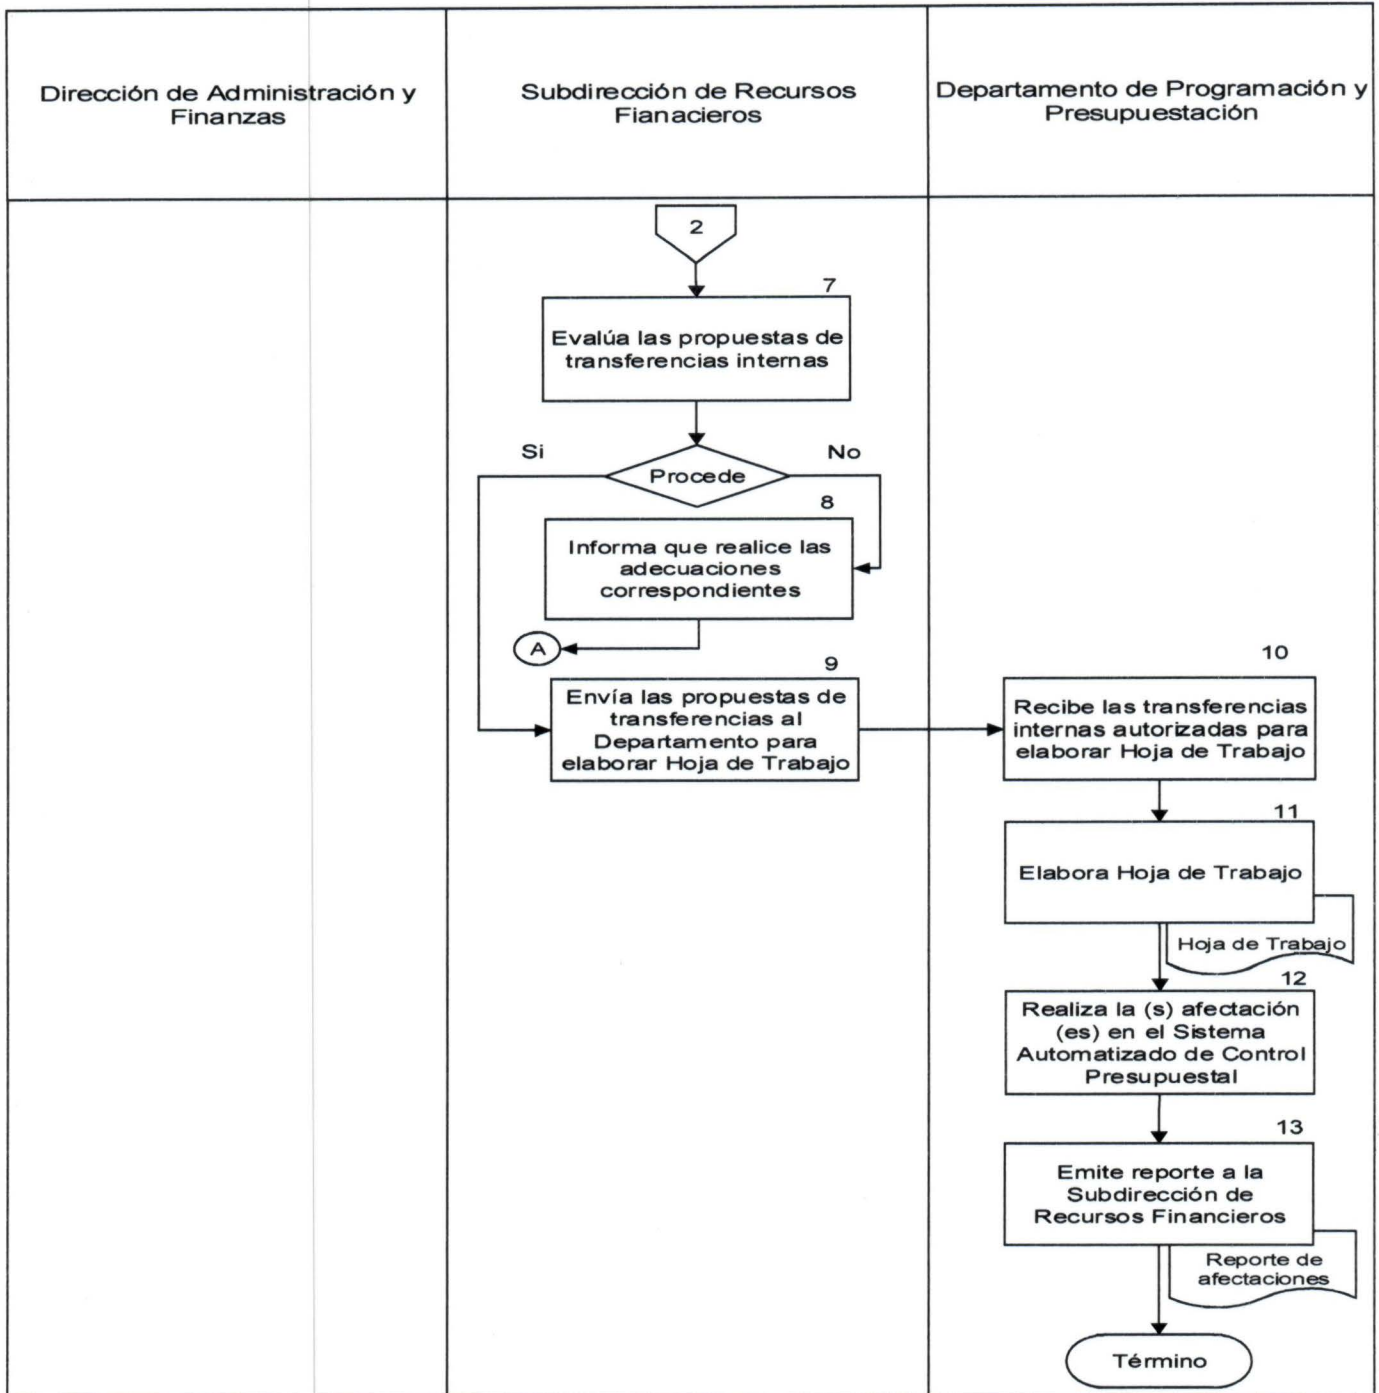 Dirección de Administración y
Finanzas
Subdirección de Recursos
Fianacieros
Departamento de Programación y
Presupuestación
2
7
Evalúa las propuestas de
transferencias internas
Si
No
Procede
8
Informa que realice las
adecuaciones
correspondientes
A
9
Envía las propuestas de
transferencias al
Departamento para
elaborar Hoja de Trabajo
10
Recibe las transferencias
internas autorizadas para
elaborar Hoja de Trabajo
11
Elabora Hoja de Trabajo
Hoja de Trabajo
12
Realiza la (s) afectación
(es) en el Sistema
Automatizado de Control
Presupuestal
13
Emite reporte a la
Subdirección de
Recursos Financieros
Reporte de
afectaciones
Término